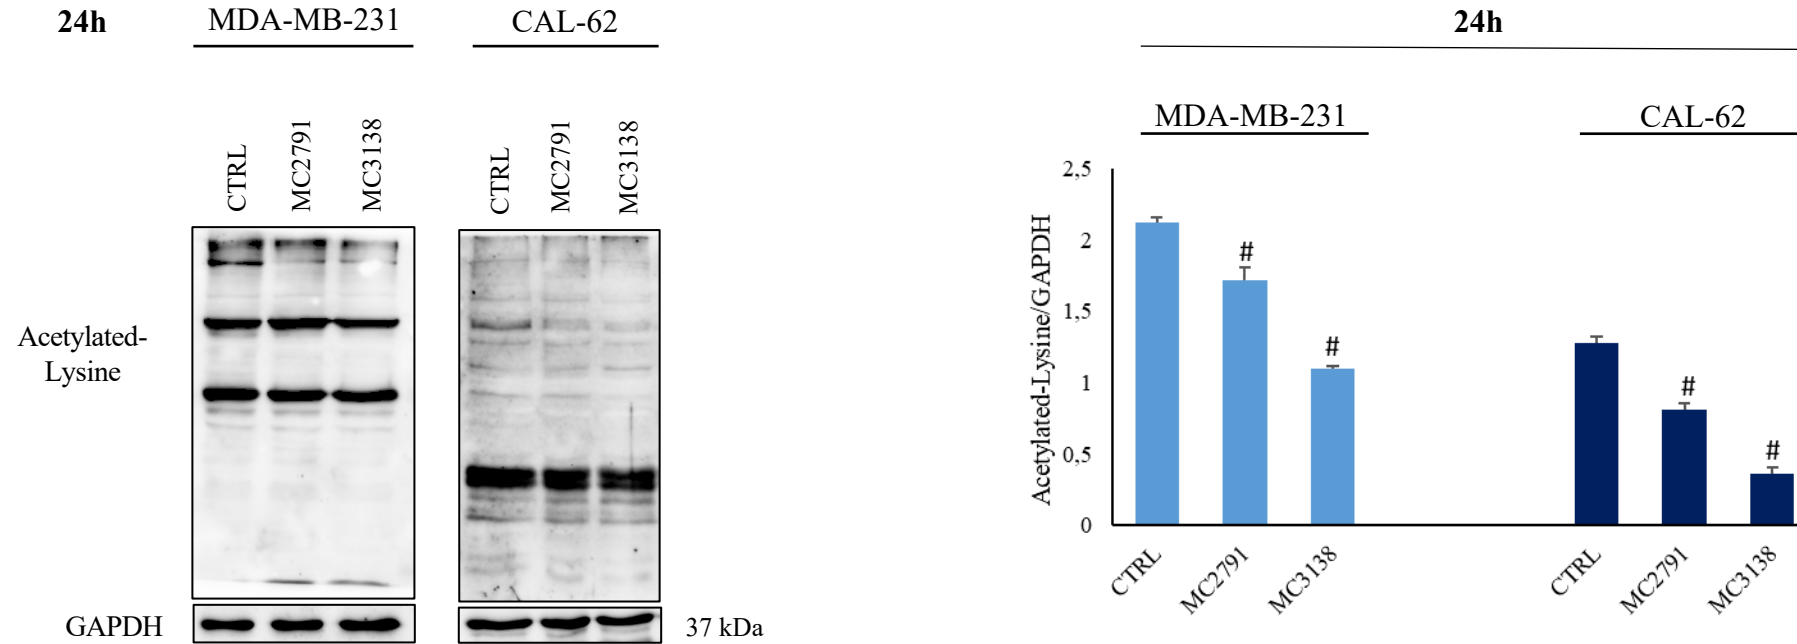 24h
MDA-MB-231
CAL-62
CTRL
MC2791
MC3138
CTRL
MC2791
MC3138
Acetylated-
Lysine
GAPDH
37 kDa
24h
MDA-MB-231
CAL-62
Acetylated-Lysine/GAPDH
2,5
2
1,5
1
0,5
0
#
#
#
#
CTRL
MC2791
MC3138
CTRL
MC2791
MC3138